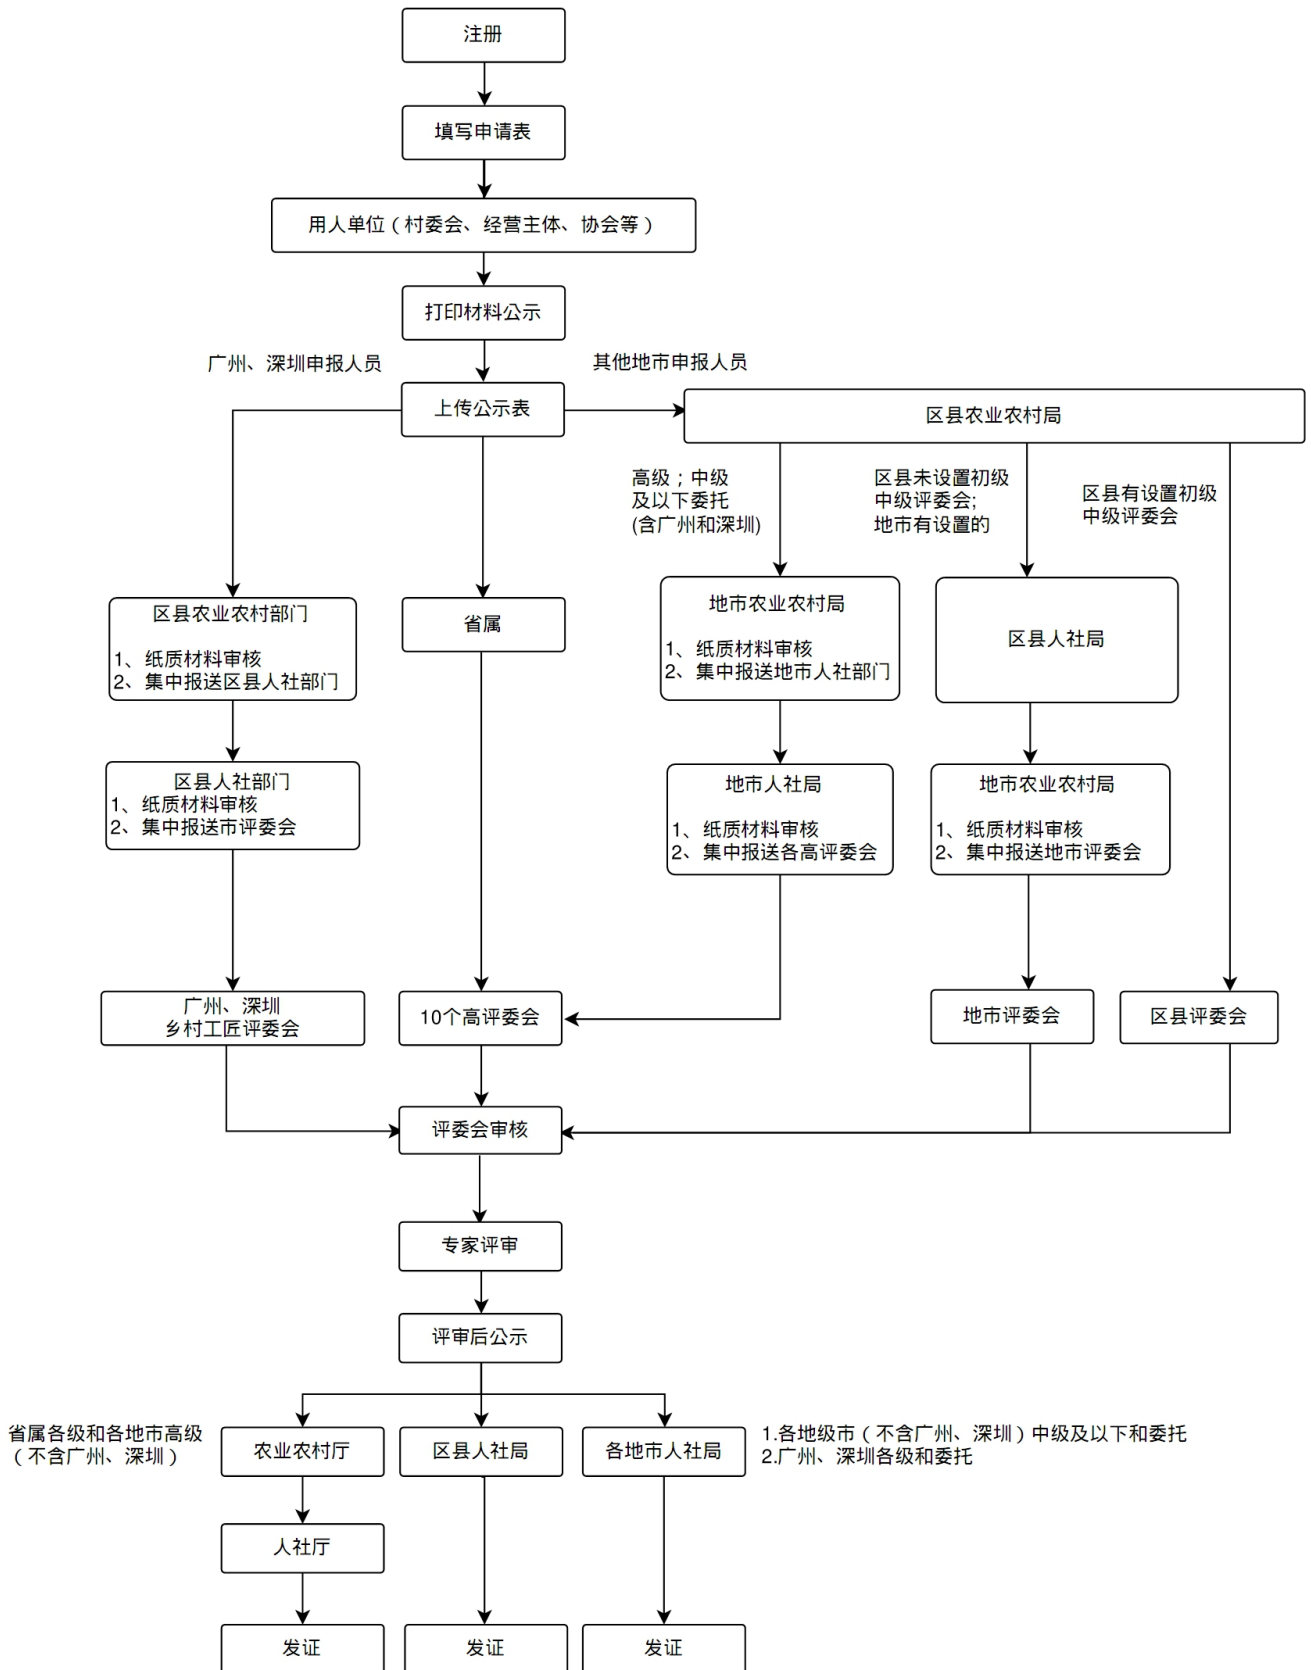 注册
填写申请表
用人单位（村委会、经营主体、协会等）
打印材料公示
广州、深圳申报人员
其他地市申报人员
上传公示表
区县农业农村局
高级；中级
及以下委托
(含广州和深圳)
区县未设置初级
中级评委会;
地市有设置的
区县有设置初级
中级评委会
区县农业农村部门
1、纸质材料审核
2、集中报送区县人社部门
省属
地市农业农村局
1、纸质材料审核
2、集中报送地市人社部门
区县人社局
区县人社部门
1、纸质材料审核
2、集中报送市评委会
地市人社局
1、纸质材料审核
2、集中报送各高评委会
地市农业农村局
1、纸质材料审核
2、集中报送地市评委会
广州、深圳
乡村工匠评委会
10个高评委会
地市评委会
区县评委会
评委会审核
专家评审
评审后公示
省属各级和各地市高级
（不含广州、深圳）
农业农村厅
区县人社局
各地市人社局
1.各地级市（不含广州、深圳）中级及以下和委托
2.广州、深圳各级和委托
人社厅
发证
发证
发证